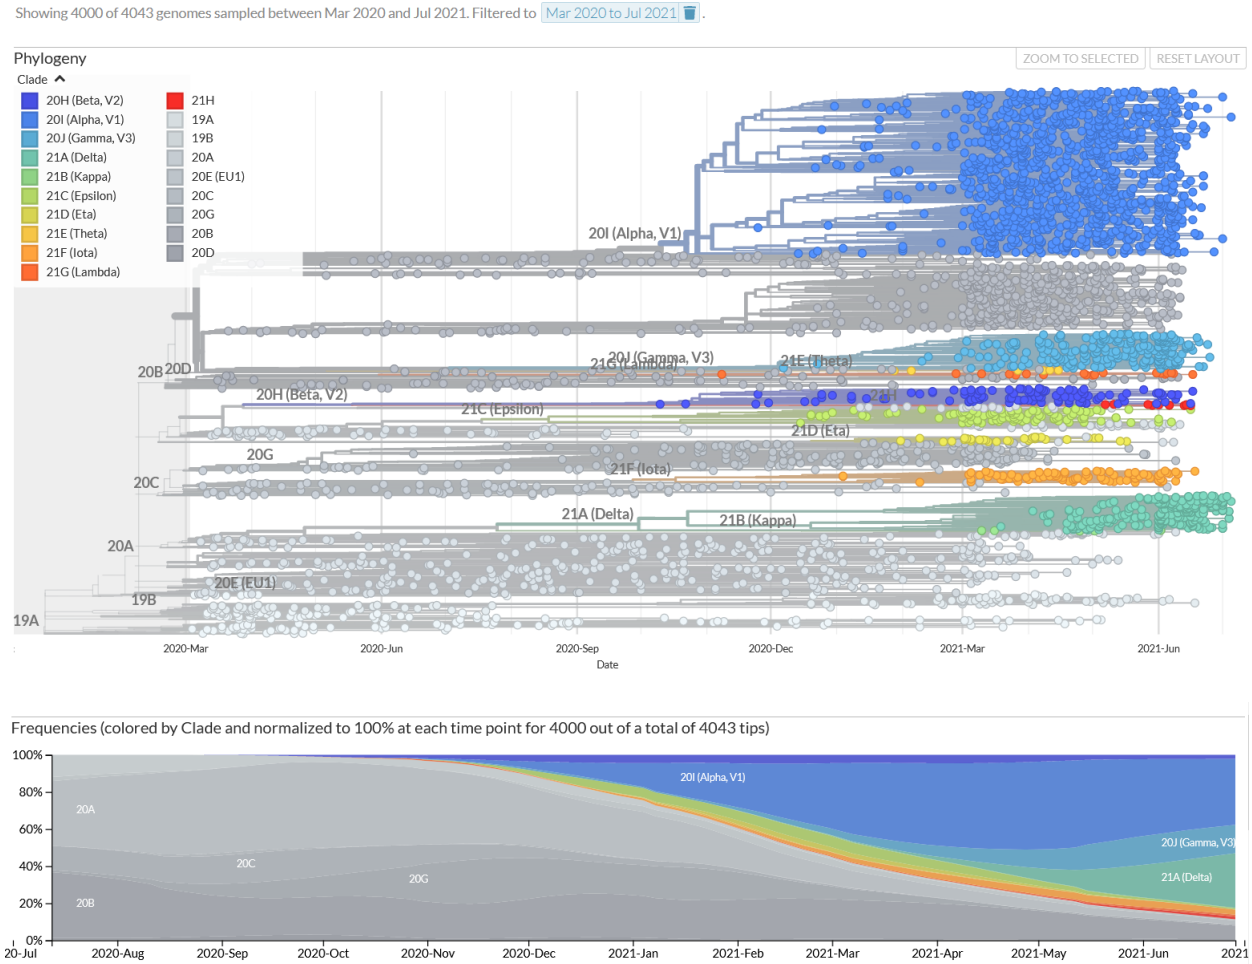 Showing 4000 of 4043 genomes sampled between Mar 2020 and Jul 2021. Filtered to Mar 2020 to Jul 2021 .
Phylogeny
ZOOM TO SELECTED RESET LAYOUT
Clade
20H (Beta, V2) 21H
20I (Alpha, V1) 19A
20J (Gamma, V3) 19B
21A (Delta) 20A
21B (Kappa) 20E (EU1)
21C (Epsilon) 20C
21D (Eta) 20G
21E (Theta) 20B
21F (Iota) 20D
21G (Lambda)
20I (Alpha, V1)
20J (Gamma, V3)
21G (Lambda) 21E (Theta)
20B 20D
20H (Beta, V2) 21H
21C (Epsilon)
21D (Eta)
20G
21F (Iota)
20C
21A (Delta)
21B (Kappa)
20A
20E (EU1)
19B
19A
2020-Mar 2020-Jun 2020-Sep 2020-Dec 2021-Mar 2021-Jun
Date
Frequencies (colored by Clade and normalized to 100% at each time point for 4000 out of a total of 4043 tips)
100%
20I (Alpha, V1)
80%
20A
60%
20J (Gamma, V3)
40%
20C
20G
21A (Delta)
20%
20B
0%
20-Jul 2020-Aug 2020-Sep 2020-Oct 2020-Nov 2020-Dec 2021-Jan 2021-Feb 2021-Mar 2021-Apr 2021-May 2021-Jun 2021